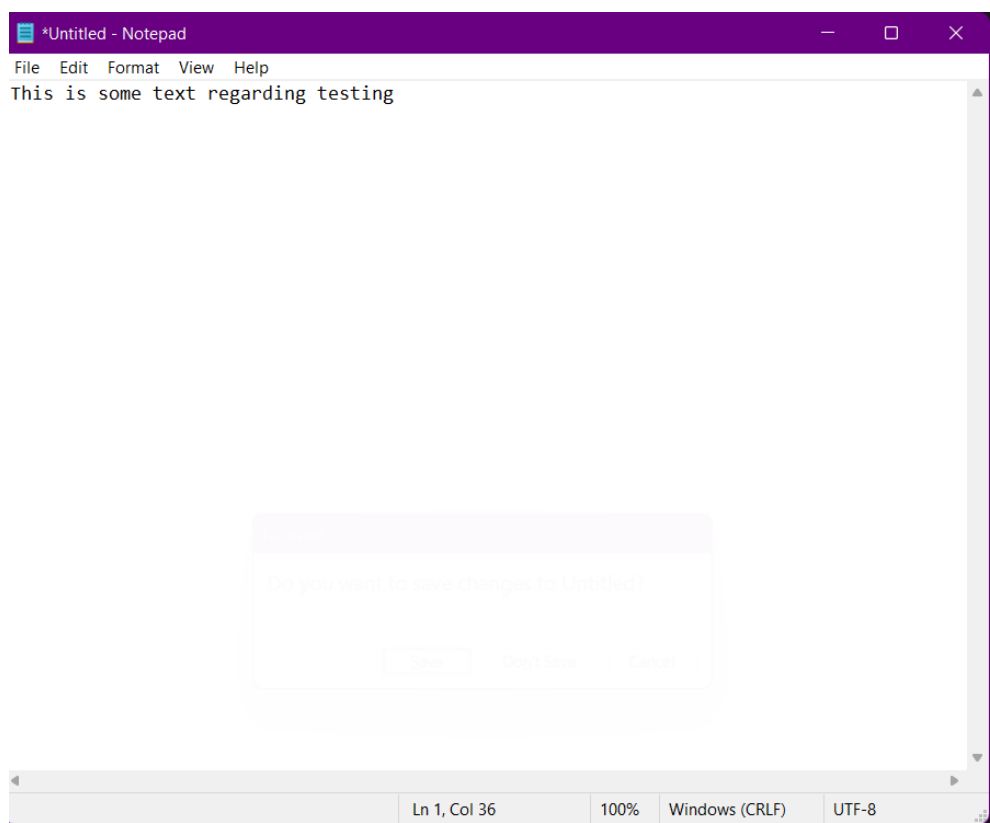 *Untitled - Notepad
File Edit Format View Help
This is some text regarding testing
Do you want to save changes to Untitled?
Save Don't Save Cancel
Ln 1, Col 36 100% Windows (CRLF) UTF-8